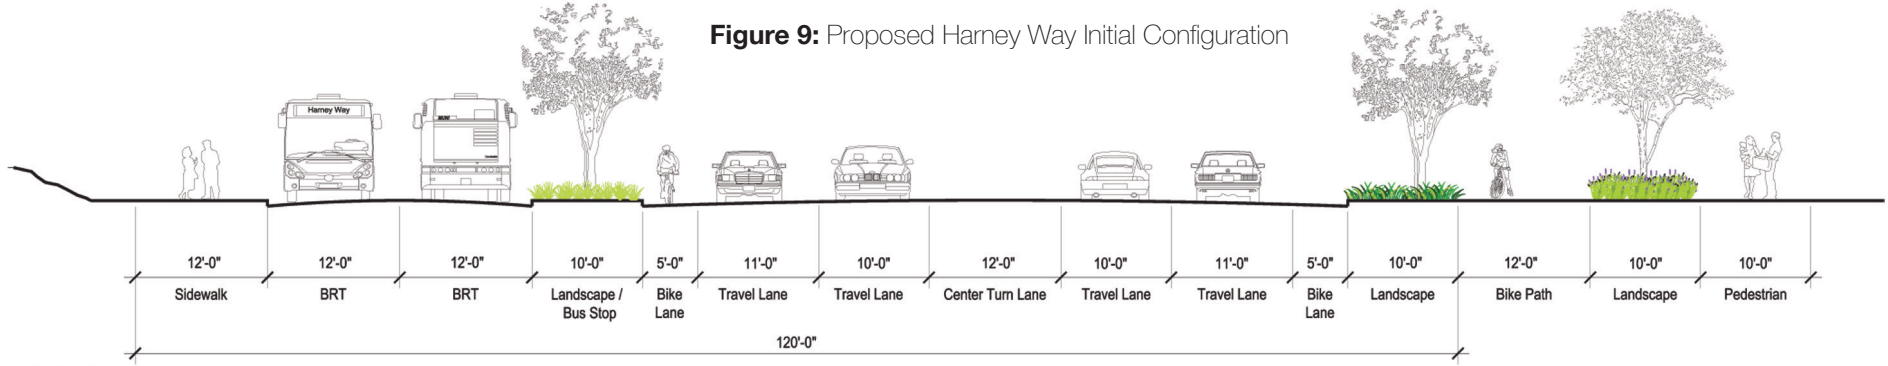 Figure 9: Proposed Harney Way Initial Configuration
Harney Way
MUNI
12'-0" 12'-0" 12'-0" 10'-0" 5'-0" 11'-0" 10'-0" 12'-0" 10'-0" 11'-0" 5'-0" 10'-0" 12'-0" 10'-0" 10'-0"
Sidewalk BRT BRT Landscape / Bike Travel Lane Travel Lane Center Turn Lane Travel Lane Travel Lane Bike Landscape Bike Path Landscape Pedestrian
Bus Stop Lane Lane
120'-0"